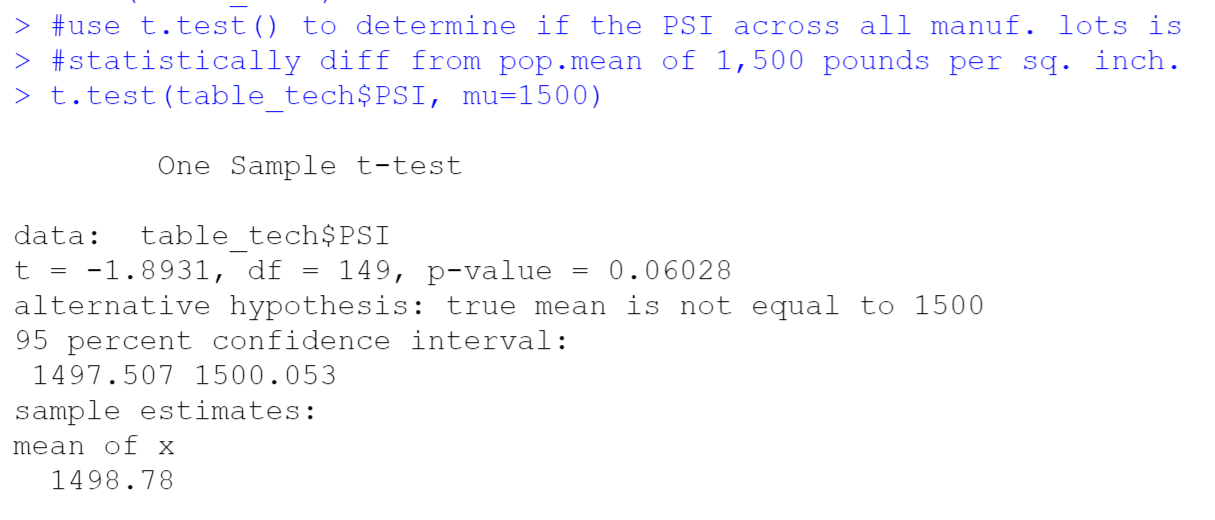 > #use t.test() to determine if the PSI across all manuf. lots is
> #statistically diff from pop.mean of 1,500 pounds per sq. inch.
> t.test(table_tech$PSI, mu=1500)
One Sample t-test
data:  table_tech$PSI
t = -1.8931, df = 149, p-value = 0.06028
alternative hypothesis: true mean is not equal to 1500
95 percent confidence interval:
1497.507 1500.053
sample estimates:
mean of x
1498.78